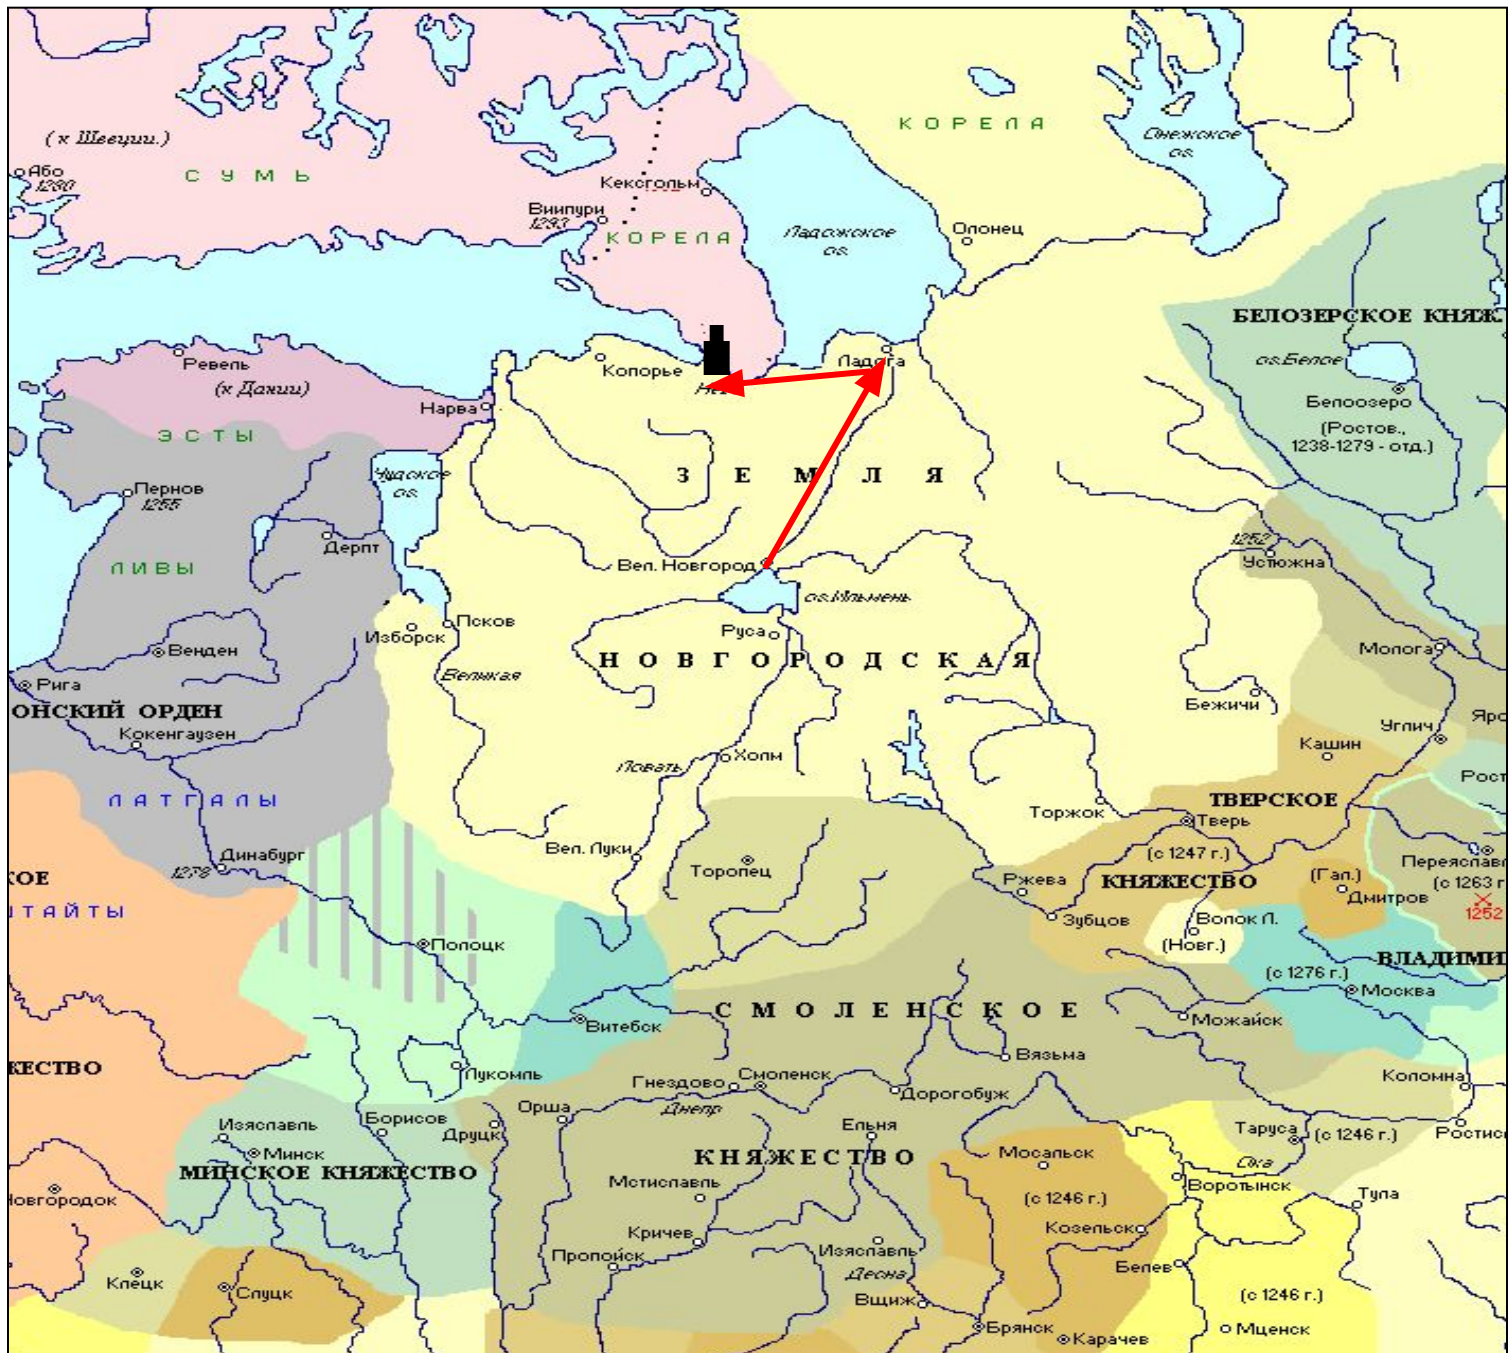 К О Р Е Л А
Онежское
оз.
( к Швеции.)
Або
1280
С У М Ь
Кексгольм
Виипури
1293
К О Р Е Л А
Ладожское
оз.
Олонец
БЕЛОЗЕРСКОЕ КНЯЖ.
оз.Белое
Ревель
(к Дании)
Копорье
Ладога
Белоозеро
(Ростов.,
1238-1279 - отд.)
Нарва
Э С Т Ы
Чудское
оз.
З Е М Л Я
Пернов
1255
Дерпт
1252
Устюжна
Л И В Ы
Вел. Новгород
оз.Ильмень
Псков
Изборск
Руса
Венден
Молога
Н О В Г О Р О Д С К А Я
Великая
Рига
Бежичи
ОНСКИЙ ОРДЕН
Яро
Углич
Кокенгаузен
Кашин
Ловать
Холм
Рост
Л А Т Г А Л Ы
ТВЕРСКОЕ
Торжок
Тверь
Динабург
1278
Вел. Луки
(с 1247 г.)
Торопец
Переяславл
КОЕ
Ржева
КНЯЖЕСТВО
(Гал.)
(с 1263 г
Дмитров
Т А Й Т Ы
1252
Зубцов
Волок Л.
(Новг.)
Полоцк
ВЛАДИМИ
(с 1276 г.)
Москва
С М О Л Е Н С К О Е
Витебск
Можайск
Вязьма
ЖЕСТВО
Лукомль
Гнездово
Смоленск
Дорогобуж
Коломна
Орша
Днепр
Изяславль
Борисов
Друцк
Ельня
Таруса
(с 1246 г.)
Ростис
Минск
МИНСКОЕ КНЯЖЕСТВО
КНЯЖЕСТВО
Мосальск
Ока
Новгородок
Мстиславль
(с 1246 г.)
Воротынск
Тула
Кричев
Козельск
Пропойск
Изяславль
Клецк
Десна
Белев
Слуцк
Вщиж
(с 1246 г.)
Брянск
Карачев
Мценск